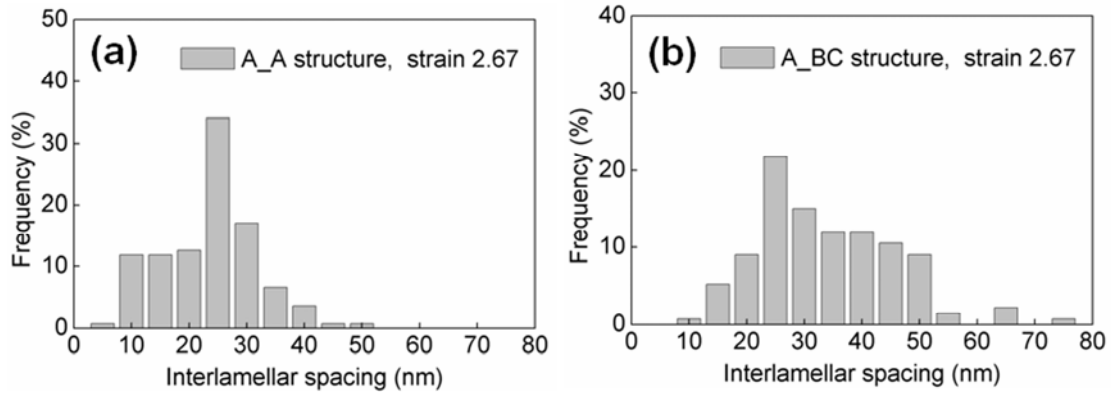 (a)
A_A structure, strain 2.67
50
40
30
20
10
0
Frequency (%)
0 10 20 30 40 50 60 70 80
Interlamellar spacing (nm)
(b)
A_BC structure, strain 2.67
40
30
20
10
0
Frequency (%)
0 10 20 30 40 50 60 70 80
Interlamellar spacing (nm)